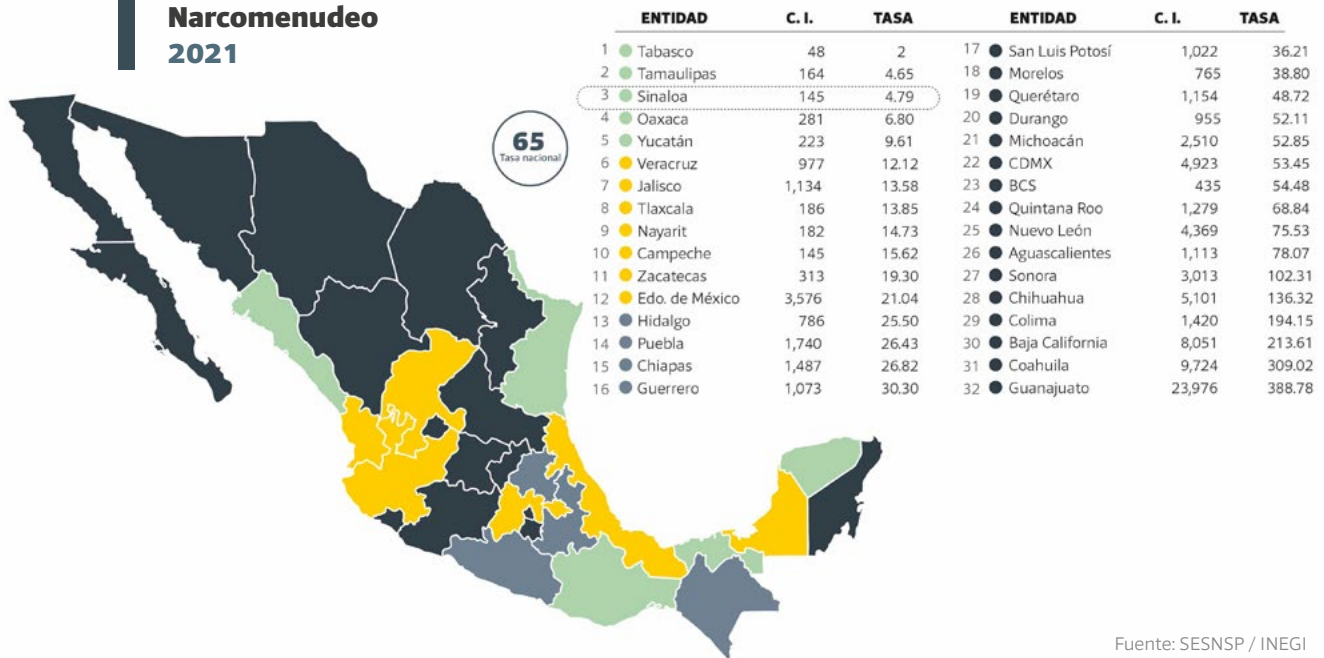 Narcomenudeo
2021
65
Tasa nacional
ENTIDAD C. I. TASA
1 Tabasco 48 2
2 Tamaulipas 164 4.65
3 Sinaloa 145 4.79
4 Oaxaca 281 6.80
5 Yucatán 223 9.61
6 Veracruz 977 12.12
7 Jalisco 1,134 13.58
8 Tlaxcala 186 13.85
9 Nayarit 182 14.73
10 Campeche 145 15.62
11 Zacatecas 313 19.30
12 Edo. de México 3,576 21.04
13 Hidalgo 786 25.50
14 Puebla 1,740 26.43
15 Chiapas 1,487 26.82
16 Guerrero 1,073 30.30
ENTIDAD C. I. TASA
17 San Luis Potosí 1,022 36.21
18 Morelos 765 38.80
19 Querétaro 1,154 48.72
20 Durango 955 52.11
21 Michoacán 2,510 52.85
22 CDMX 4,923 53.45
23 BCS 435 54.48
24 Quintana Roo 1,279 68.84
25 Nuevo León 4,369 75.53
26 Aguascalientes 1,113 78.07
27 Sonora 3,013 102.31
28 Chihuahua 5,101 136.32
29 Colima 1,420 194.15
30 Baja California 8,051 213.61
31 Coahuila 9,724 309.02
32 Guanajuato 23,976 388.78
Fuente: SESNSP / INEGI